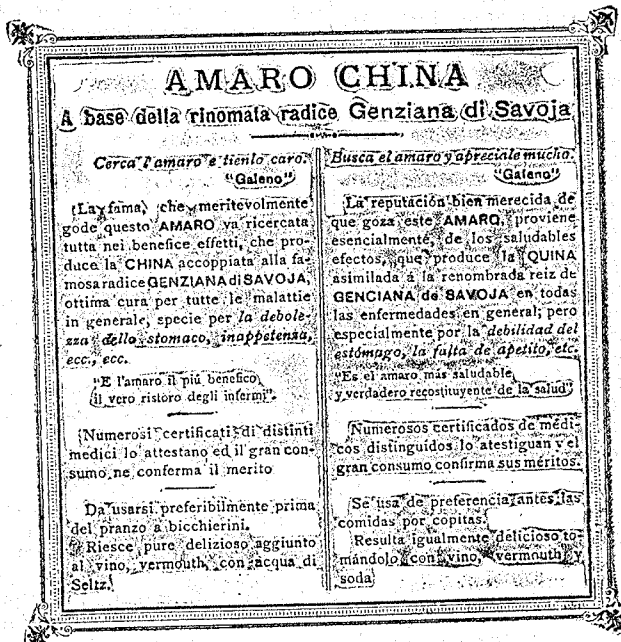 AMARO CHINA
A base della rinomata radice Genziana di Savoja
Cerca l'amaro e tienlo caro.
"Galeno"
La fama, che meritevolmente
gode questo AMARO va ricercata
tutta nei benefice effetti, che pro-
duce la CHINA accoppiata alla fa-
mosa radice GENZIANA di SAVOJA,
ottima cura per tutte le malattie
in generale, specie per la debole-
zza dello stomaco, inappetenza,
ecc., ecc.
"E l'amaro il più benefico,
il vero ristoro degli infermi".
Numerosi certificati di distinti
medici lo attestano ed il gran con-
sumo ne conferma il merito
Da usarsi preferibilmente prima
del pranzo a bicchierini.
Riesce pure delizioso aggiunto
al vino, vermouth, con acqua di
Seltz.
Busca el amaro y apreciale mucho.
"Galeno"
La reputación bien merecida de
que goza este AMARO, proviene
esencialmente, de los saludables
efectos, que produce la QUINA
asimilada á la renombrada reiz de
GENCIANA de SAVOJA en todas
las enfermedades en general; pero
especialmente por la debilidad del
estómago, la falta de apetito, etc.
"Es el amaro mas saludable
y verdadero recostituyente de la salud"
Numerosos certificados de médi-
cos distinguidos lo atestiguan y el
gran consumo confirma sus méritos.
Se usa de preferencia antes las
comidas por copitas.
Resulta igualmente delicioso to-
mándolo con vino, vermouth y
soda